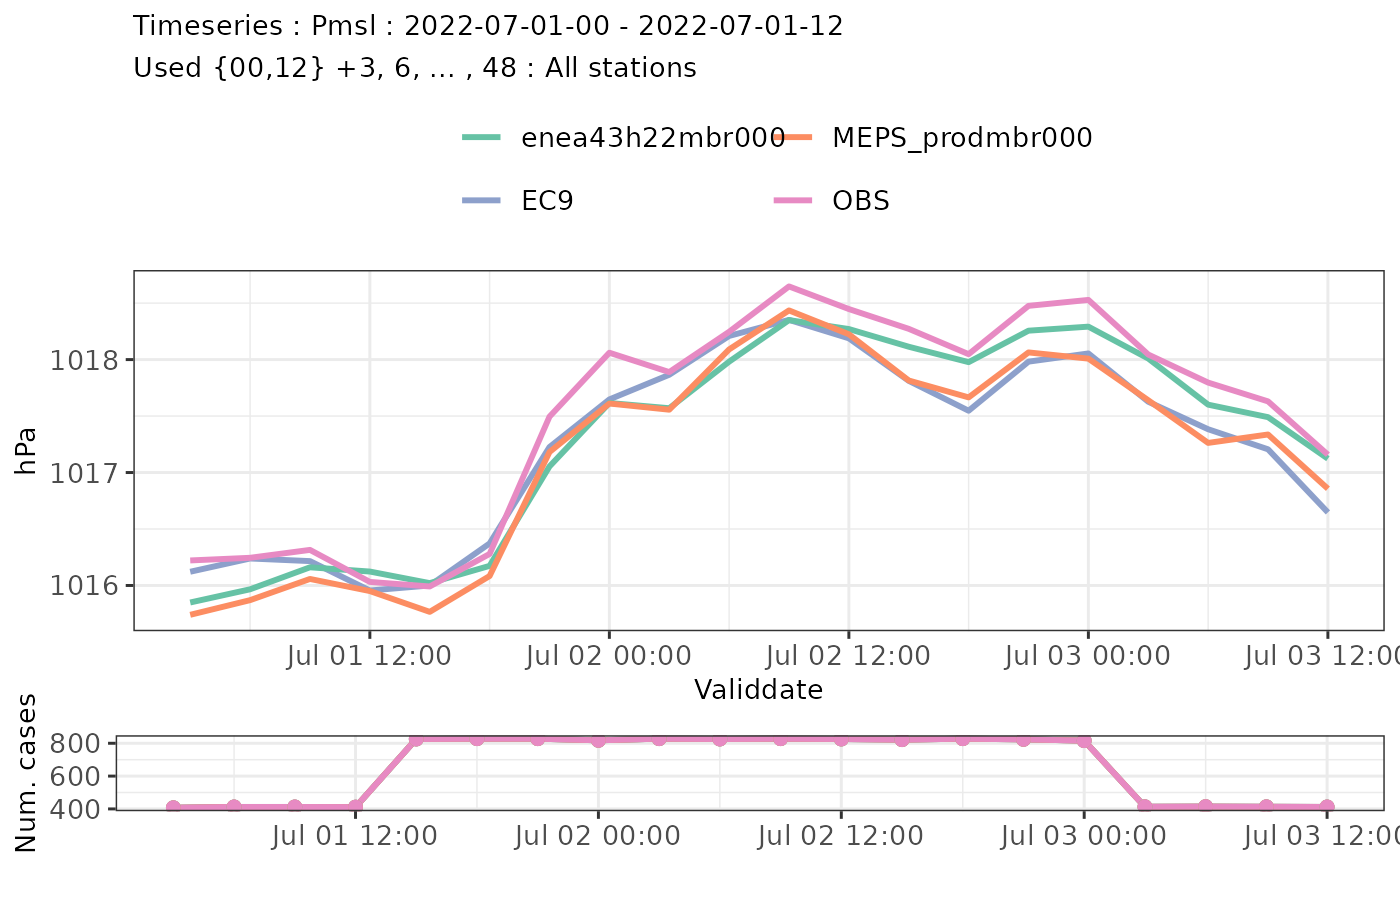 Timeseries : Pmsl : 2022-07-01-00 - 2022-07-01-12
Used {00,12} +3, 6, ... , 48 : All stations
enea43h22mbr000 MEPS_prodmbr000
EC9 OBS
hPa
1018
1017
1016
Jul 01 12:00 Jul 02 00:00 Jul 02 12:00 Jul 03 00:00 Jul 03 12:00
Validdate
Num. cases
800
600
400
Jul 01 12:00 Jul 02 00:00 Jul 02 12:00 Jul 03 00:00 Jul 03 12:00